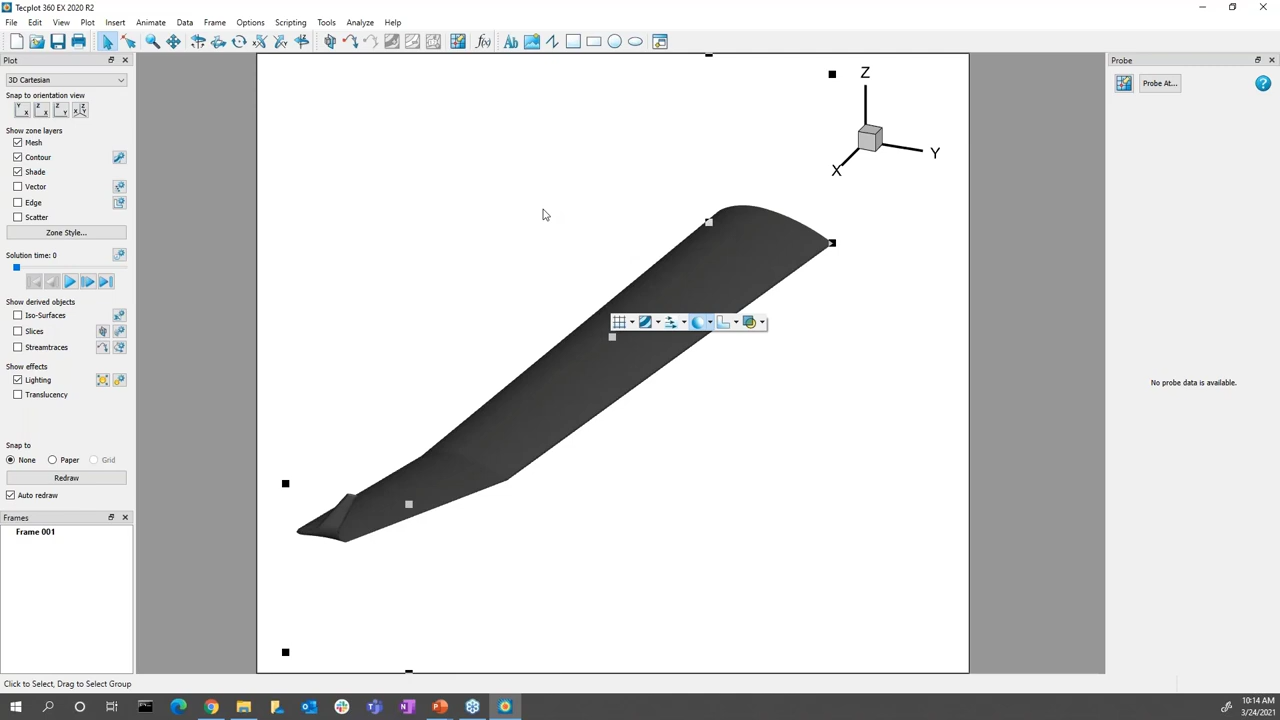 Tecplot 360 EX 2020 R2
File Edit View Plot Insert Animate Data Frame Options Scripting Tools Analyze Help
Plot
3D Cartesian
Snap to orientation view
Show zone layers
Mesh
Contour
Shade
Vector
Edge
Scatter
Zone Style...
Solution time: 0
Show derived objects
Iso-Surfaces
Slices
Streamtraces
Show effects
Lighting
Translucency
Snap to
None Paper Grid
Redraw
Auto redraw
Frames
Frame 001
Z
Y
X
Probe
Probe At...
No probe data is available.
Click to Select, Drag to Select Group
10:14 AM
3/24/2021